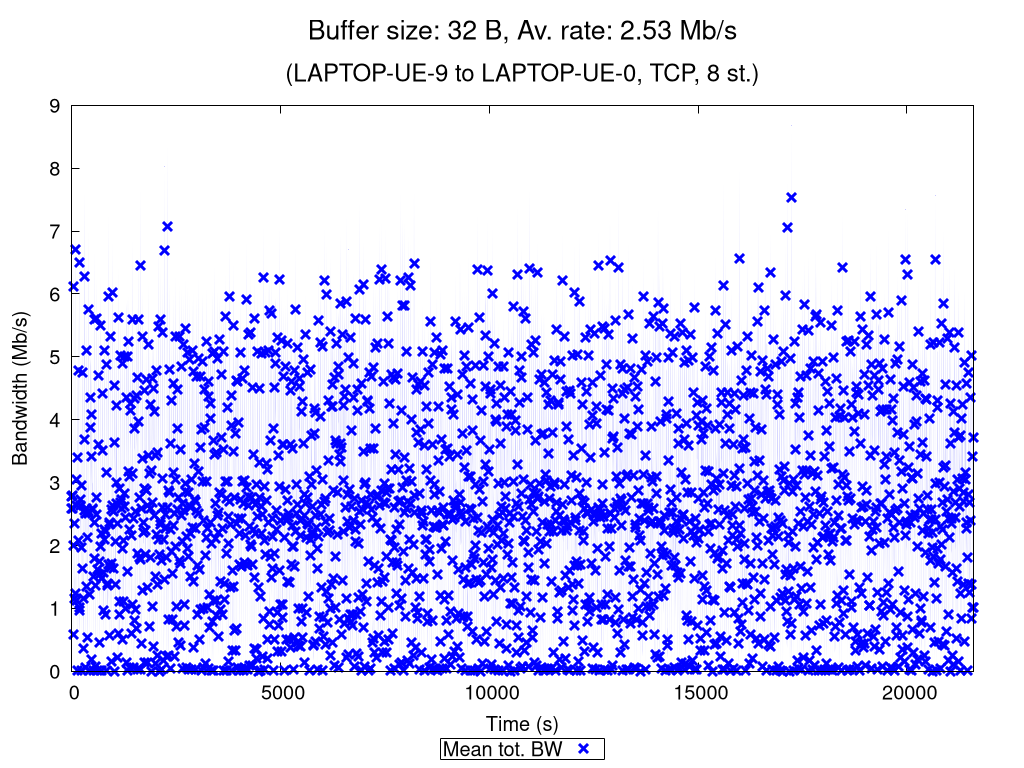 Buffer size: 32 B, Av. rate: 2.53 Mb/s
(LAPTOP-UE-9 to LAPTOP-UE-0, TCP, 8 st.)
9
8
7
6
5
4
3
2
1
0
Bandwidth (Mb/s)
0 5000 10000 15000 20000
Time (s)
Mean tot. BW